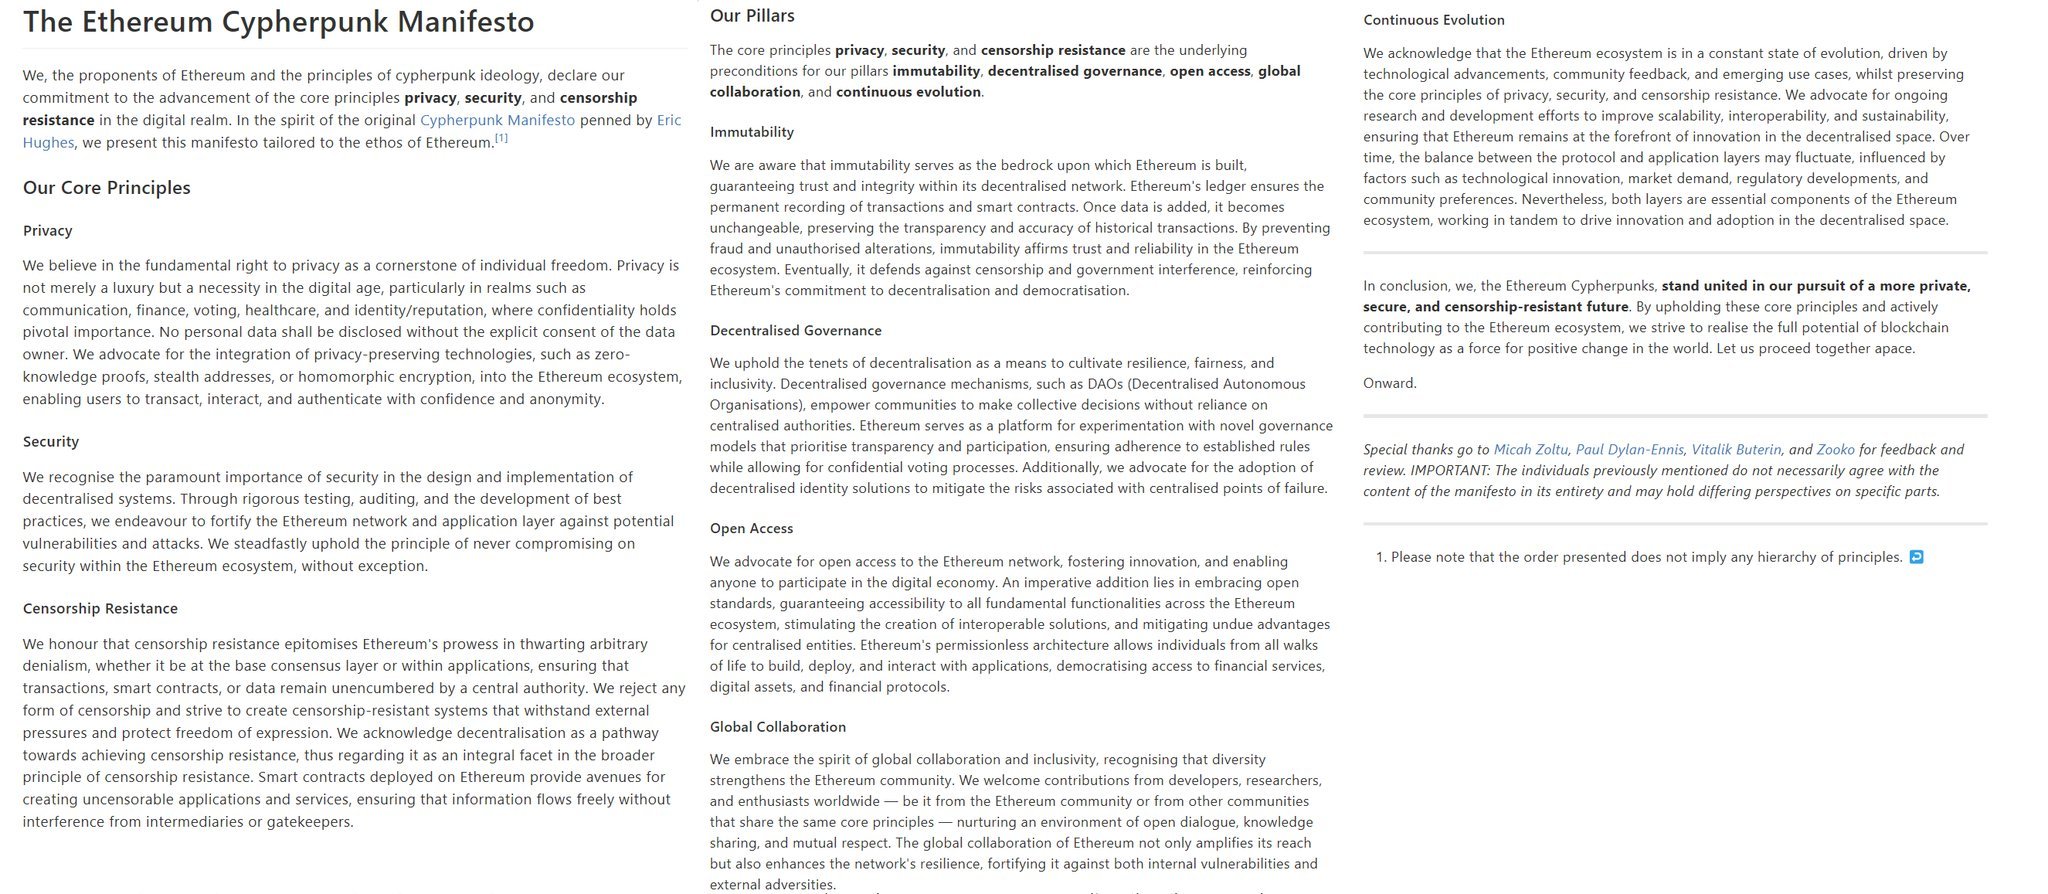 The Ethereum Cypherpunk Manifesto
We, the proponents of Ethereum and the principles of cypherpunk ideology, declare our
commitment to the advancement of the core principles privacy, security, and censorship
resistance in the digital realm. In the spirit of the original Cypherpunk Manifesto penned by Eric
Hughes, we present this manifesto tailored to the ethos of Ethereum.[1]
Our Core Principles
Privacy
We believe in the fundamental right to privacy as a cornerstone of individual freedom. Privacy is
not merely a luxury but a necessity in the digital age, particularly in realms such as
communication, finance, voting, healthcare, and identity/reputation, where confidentiality holds
pivotal importance. No personal data shall be disclosed without the explicit consent of the data
owner. We advocate for the integration of privacy-preserving technologies, such as zero-
knowledge proofs, stealth addresses, or homomorphic encryption, into the Ethereum ecosystem,
enabling users to transact, interact, and authenticate with confidence and anonymity.
Security
We recognise the paramount importance of security in the design and implementation of
decentralised systems. Through rigorous testing, auditing, and the development of best
practices, we endeavour to fortify the Ethereum network and application layer against potential
vulnerabilities and attacks. We steadfastly uphold the principle of never compromising on
security within the Ethereum ecosystem, without exception.
Censorship Resistance
We honour that censorship resistance epitomises Ethereum's prowess in thwarting arbitrary
denialism, whether it be at the base consensus layer or within applications, ensuring that
transactions, smart contracts, or data remain unencumbered by a central authority. We reject any
form of censorship and strive to create censorship-resistant systems that withstand external
pressures and protect freedom of expression. We acknowledge decentralisation as a pathway
towards achieving censorship resistance, thus regarding it as an integral facet in the broader
principle of censorship resistance. Smart contracts deployed on Ethereum provide avenues for
creating uncensorable applications and services, ensuring that information flows freely without
interference from intermediaries or gatekeepers.
Our Pillars
The core principles privacy, security, and censorship resistance are the underlying
preconditions for our pillars immutability, decentralised governance, open access, global
collaboration, and continuous evolution.
Immutability
We are aware that immutability serves as the bedrock upon which Ethereum is built,
guaranteeing trust and integrity within its decentralised network. Ethereum's ledger ensures the
permanent recording of transactions and smart contracts. Once data is added, it becomes
unchangeable, preserving the transparency and accuracy of historical transactions. By preventing
fraud and unauthorised alterations, immutability affirms trust and reliability in the Ethereum
ecosystem. Eventually, it defends against censorship and government interference, reinforcing
Ethereum's commitment to decentralisation and democratisation.
Decentralised Governance
We uphold the tenets of decentralisation as a means to cultivate resilience, fairness, and
inclusivity. Decentralised governance mechanisms, such as DAOs (Decentralised Autonomous
Organisations), empower communities to make collective decisions without reliance on
centralised authorities. Ethereum serves as a platform for experimentation with novel governance
models that prioritise transparency and participation, ensuring adherence to established rules
while allowing for confidential voting processes. Additionally, we advocate for the adoption of
decentralised identity solutions to mitigate the risks associated with centralised points of failure.
Open Access
We advocate for open access to the Ethereum network, fostering innovation, and enabling
anyone to participate in the digital economy. An imperative addition lies in embracing open
standards, guaranteeing accessibility to all fundamental functionalities across the Ethereum
ecosystem, stimulating the creation of interoperable solutions, and mitigating undue advantages
for centralised entities. Ethereum's permissionless architecture allows individuals from all walks
of life to build, deploy, and interact with applications, democratising access to financial services,
digital assets, and financial protocols.
Global Collaboration
We embrace the spirit of global collaboration and inclusivity, recognising that diversity
strengthens the Ethereum community. We welcome contributions from developers, researchers,
and enthusiasts worldwide — be it from the Ethereum community or from other communities
that share the same core principles — nurturing an environment of open dialogue, knowledge
sharing, and mutual respect. The global collaboration of Ethereum not only amplifies its reach
but also enhances the network's resilience, fortifying it against both internal vulnerabilities and
external adversities.
Continuous Evolution
We acknowledge that the Ethereum ecosystem is in a constant state of evolution, driven by
technological advancements, community feedback, and emerging use cases, whilst preserving
the core principles of privacy, security, and censorship resistance. We advocate for ongoing
research and development efforts to improve scalability, interoperability, and sustainability,
ensuring that Ethereum remains at the forefront of innovation in the decentralised space. Over
time, the balance between the protocol and application layers may fluctuate, influenced by
factors such as technological innovation, market demand, regulatory developments, and
community preferences. Nevertheless, both layers are essential components of the Ethereum
ecosystem, working in tandem to drive innovation and adoption in the decentralised space.
In conclusion, we, the Ethereum Cypherpunks, stand united in our pursuit of a more private,
secure, and censorship-resistant future. By upholding these core principles and actively
contributing to the Ethereum ecosystem, we strive to realise the full potential of blockchain
technology as a force for positive change in the world. Let us proceed together apace.
Onward.
Special thanks go to Micah Zoltu, Paul Dylan-Ennis, Vitalik Buterin, and Zooko for feedback and
review. IMPORTANT: The individuals previously mentioned do not necessarily agree with the
content of the manifesto in its entirety and may hold differing perspectives on specific parts.
1. Please note that the order presented does not imply any hierarchy of principles.